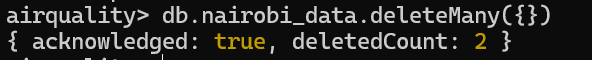 airquality> db.nairobi_data.deleteMany({})
{ acknowledged: true, deletedCount: 2 }